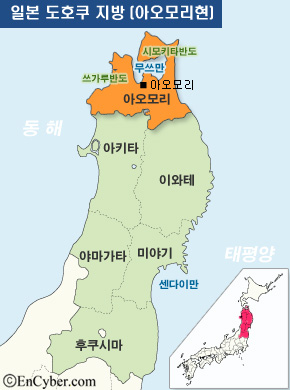 일본 도호쿠 지방 [아오모리현]
시모키타반도
쓰가루반도
무쓰만
아오모리
아오모리
동 해
아키타
이와테
야마가타
미야기
태평양
센다이만
후쿠시마
©EnCyber.com